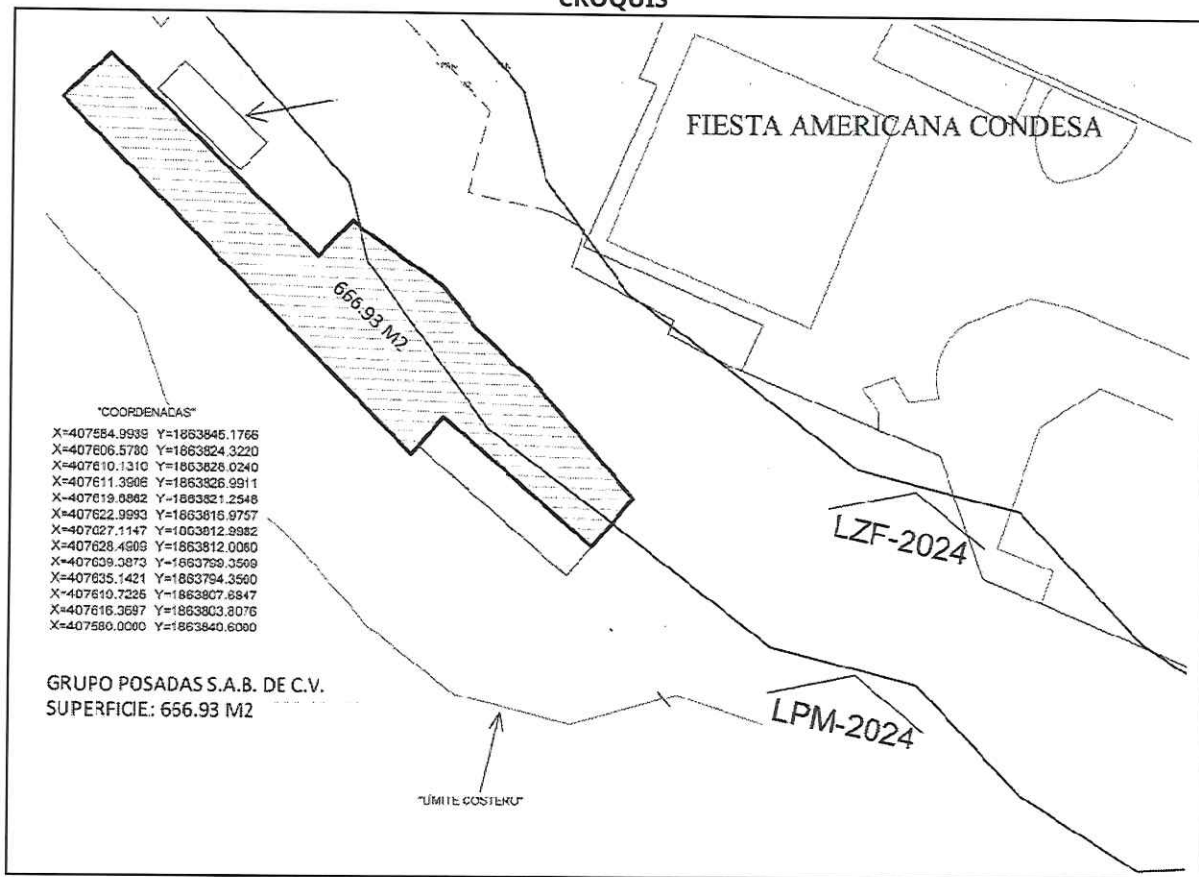 CROQUIS
FIESTA AMERICANA CONDESA
666.93 M2
"COORDENADAS"
X=407584.9939 Y=1863845.1766
X=407606.5780 Y=1863824.3220
X=407610.1310 Y=1863828.0240
X=407611.3906 Y=1863826.9911
X=407619.6862 Y=1863821.2546
X=407622.9993 Y=1863816.9757
X=407627.1147 Y=1863812.9982
X=407628.4909 Y=1863812.0060
X=407639.3873 Y=1863799.3509
X=407635.1421 Y=1863794.3500
X=407619.7226 Y=1863807.6847
X=407616.3697 Y=1863803.8076
X=407580.0000 Y=1863840.6000
GRUPO POSADAS S.A.B. DE C.V.
SUPERFICIE: 666.93 M2
LZF-2024
LPM-2024
"LÍMITE COSTERO"